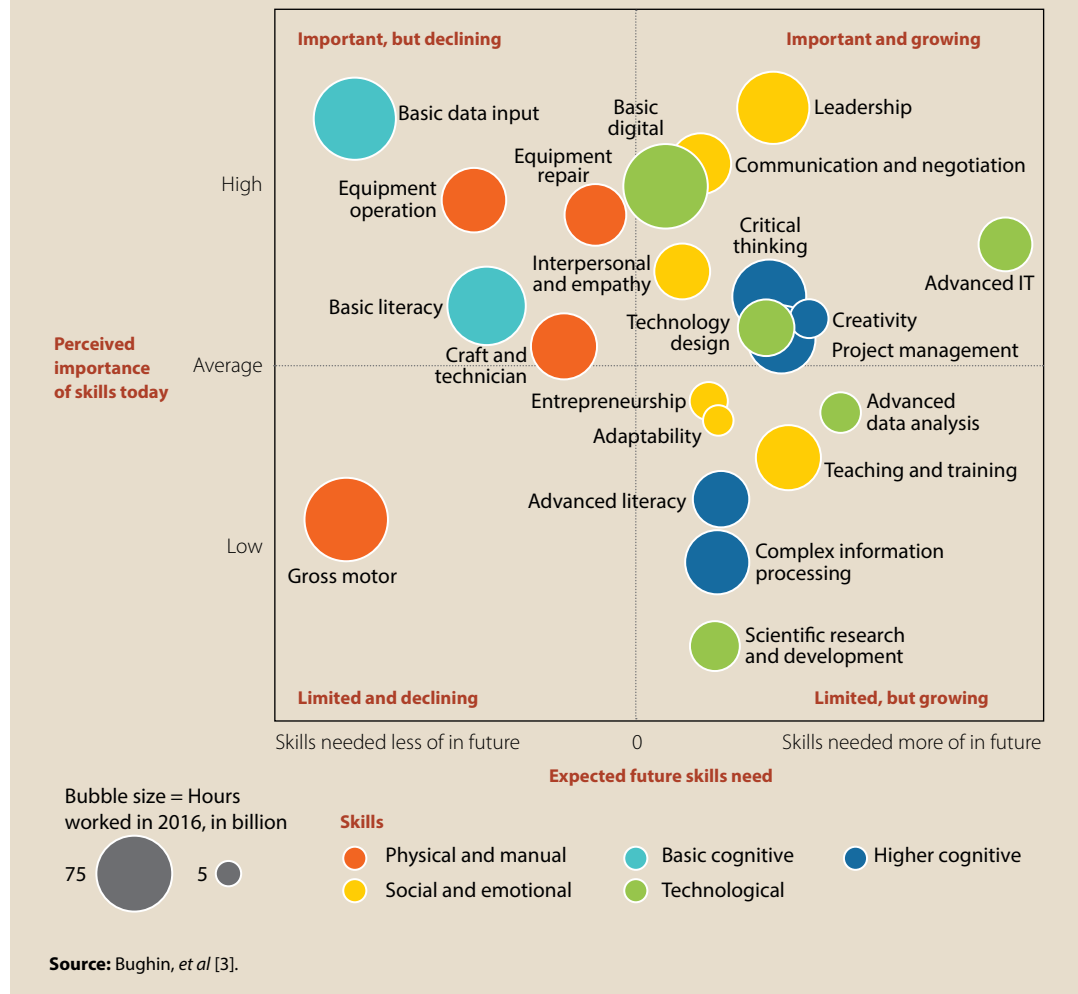 Important, but declining
Important and growing
Basic data input
Basic
digital
Leadership
Equipment
repair
Communication and negotiation
High
Equipment
operation
Critical
thinking
Interpersonal
and empathy
Advanced IT
Basic literacy
Technology
design
Creativity
Project management
Craft and
technician
Perceived
importance
of skills today
Average
Entrepreneurship
Advanced
data analysis
Adaptability
Teaching and training
Advanced literacy
Low
Complex information
processing
Gross motor
Scientific research
and development
Limited and declining
Limited, but growing
Skills needed less of in future
0
Skills needed more of in future
Expected future skills need
Bubble size = Hours
worked in 2016, in billion
75
5
Skills
Physical and manual
Basic cognitive
Higher cognitive
Social and emotional
Technological
Source: Bughin, et al [3].